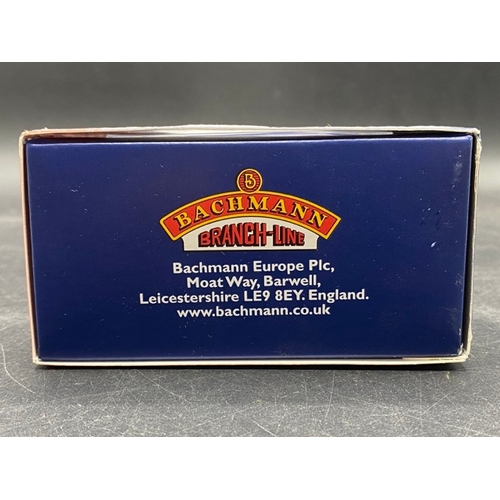 BACHMANN
BRANCH-LINE
Bachmann Europe Plc,
Moat Way, Barwell,
Leicestershire LE9 8EY. England.
www.bachmann.co.uk